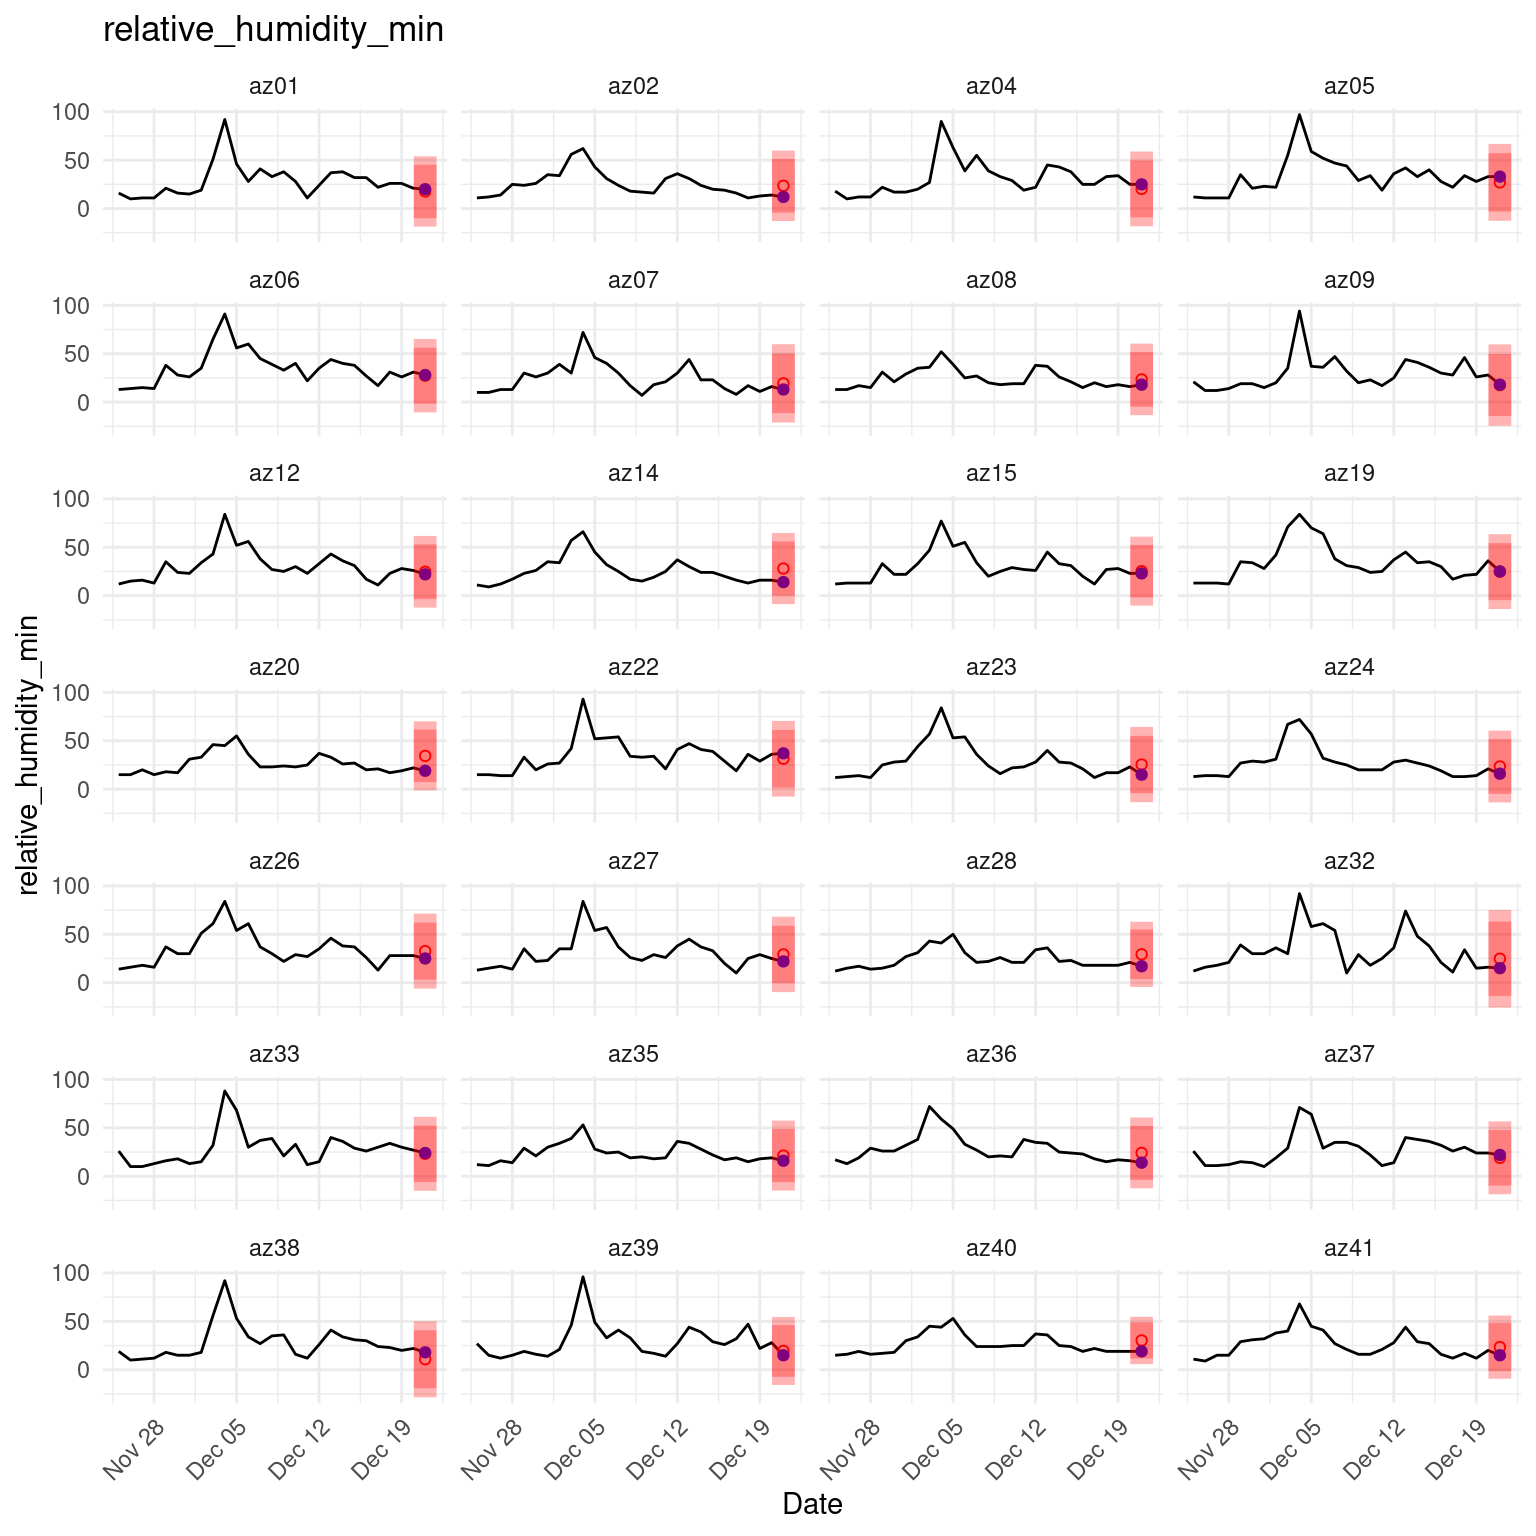 relative_humidity_min
az01 az02 az04 az05
100
50
0
az06 az07 az08 az09
100
50
0
az12 az14 az15 az19
100
50
0
relative_humidity_min
az20 az22 az23 az24
100
50
0
az26 az27 az28 az32
100
50
0
az33 az35 az36 az37
100
50
0
az38 az39 az40 az41
100
50
0
Nov 28 Dec 05 Dec 12 Dec 19 Nov 28 Dec 05 Dec 12 Dec 19 Nov 28 Dec 05 Dec 12 Dec 19 Nov 28 Dec 05 Dec 12 Dec 19
Date